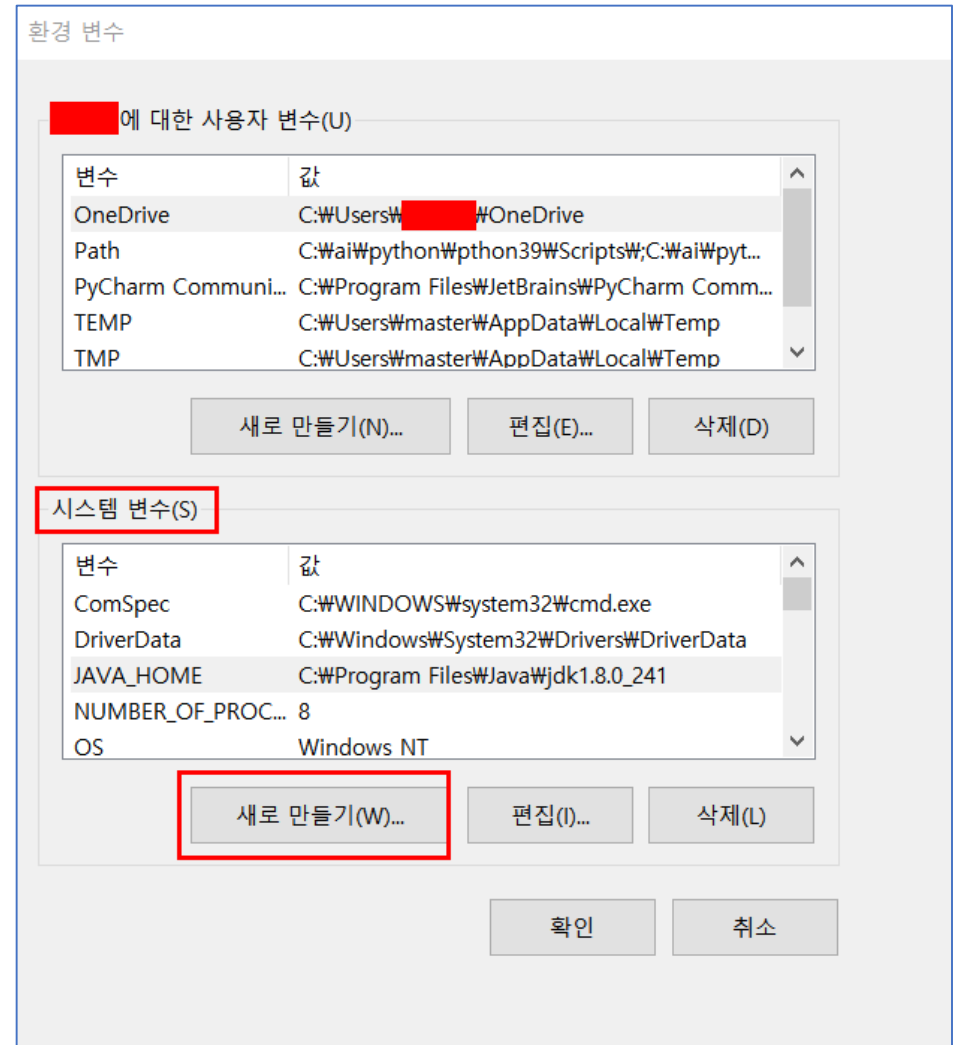 환경 변수
에 대한 사용자 변수(U)
변수 값
OneDrive C:₩Users₩ ₩OneDrive
Path C:₩ai₩python₩pthon39₩Scripts₩;C:₩ai₩pyt...
PyCharm Communi... C:₩Program Files₩JetBrains₩PyCharm Comm...
TEMP C:₩Users₩master₩AppData₩Local₩Temp
TMP C:₩Users₩master₩AppData₩Local₩Temp
새로 만들기(N)... 편집(E)... 삭제(D)
시스템 변수(S)
변수 값
ComSpec C:₩WINDOWS₩system32₩cmd.exe
DriverData C:₩Windows₩System32₩Drivers₩DriverData
JAVA_HOME C:₩Program Files₩Java₩jdk1.8.0_241
NUMBER_OF_PROC... 8
OS Windows NT
새로 만들기(W)... 편집(I)... 삭제(L)
확인 취소